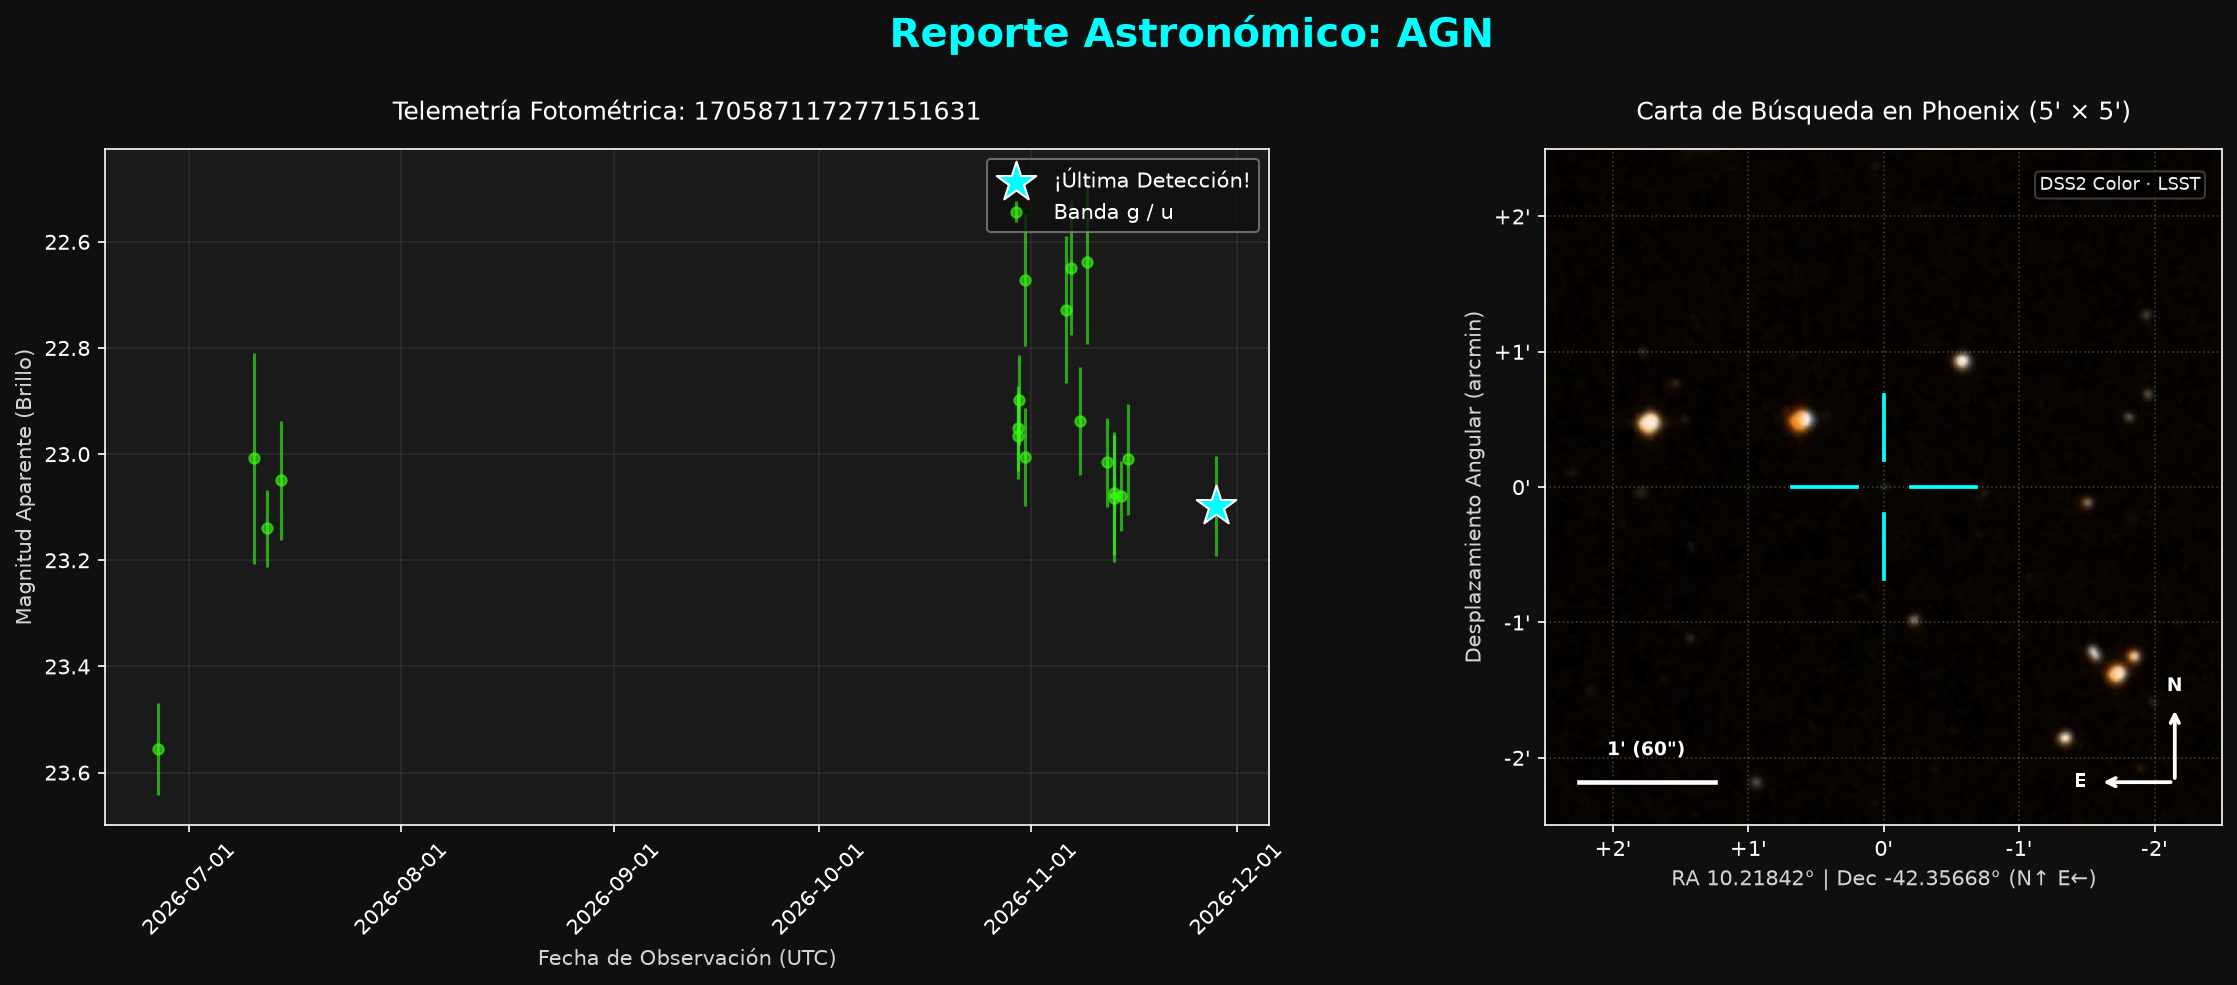 Reporte Astronómico: AGN
Telemetría Fotométrica: 170587117277151631
¡Última Detección!
Banda g / u
22.6
22.8
23.0
23.2
23.4
23.6
Magnitud Aparente (Brillo)
2026-07-01
2026-08-01
2026-09-01
2026-10-01
2026-11-01
2026-12-01
Fecha de Observación (UTC)
Carta de Búsqueda en Phoenix (5' × 5')
DSS2 Color · LSST
+2'
+1'
0'
-1'
-2'
Desplazamiento Angular (arcmin)
1' (60")
N
E
+2'
+1'
0'
-1'
-2'
RA 10.21842° | Dec -42.35668° (N↑ E←)